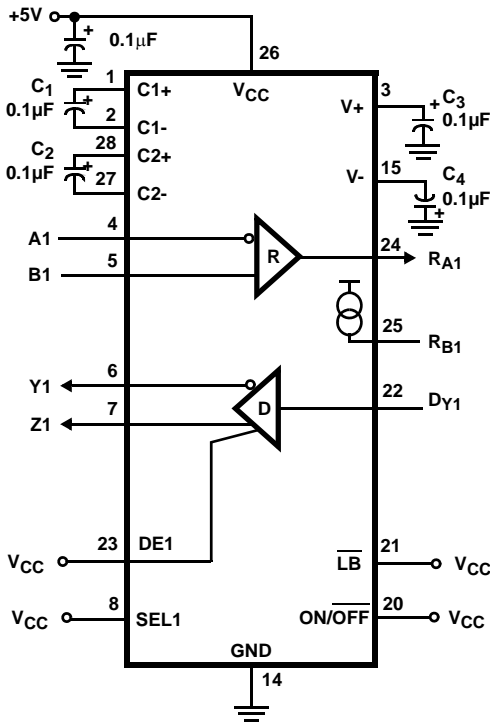 +5V
+
0.1μF
26
1
C1
0.1μF
+
C1+
VCC
3
V+
+
C3
0.1μF
2
C1-
28
C2
0.1μF
+
C2+
27
C2-
15
V-
C4
0.1μF
+
4
A1
R
24
RA1
5
B1
25
RB1
6
Y1
D
22
DY1
7
Z1
23
DE1
VCC
21
LB
VCC
8
SEL1
VCC
20
ON/OFF
VCC
GND
14